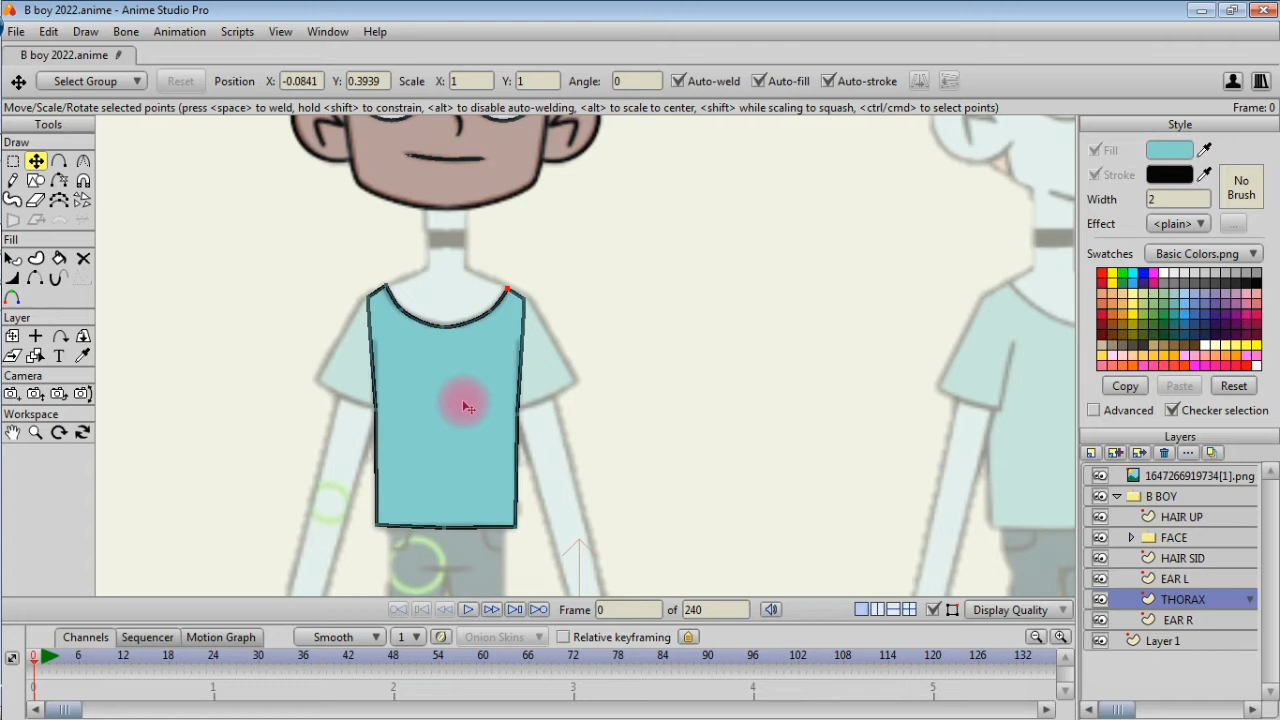 B boy 2022.anime - Anime Studio Pro
File Edit Draw Bone Animation Scripts View Window Help
B boy 2022.anime
Select Group Reset Position X: -0.0841 Y: 0.3939 Scale X: 1 Y: 1 Angle: 0 Auto-weld Auto-fill Auto-stroke
Move/Scale/Rotate selected points (press <space> to weld, hold <shift> to constrain, <alt> to disable auto-welding, <alt> to scale to center, <shift> while scaling to squash, <ctrl/cmd> to select points) Frame: 0
Tools
Draw
Fill
Layer
Camera
Workspace
Style
Fill
Stroke
No Brush
Width 2
Effect <plain> ...
Swatches Basic Colors.png
Copy Paste Reset
Advanced Checker selection
Layers
1647266919734[1].png
B BOY
HAIR UP
FACE
HAIR SID
EAR L
THORAX
EAR R
Layer 1
Frame 0 of 240 Display Quality
Channels Sequencer Motion Graph Smooth 1 Onion Skins Relative keyframing
0 6 12 18 24 30 36 42 48 54 60 66 72 78 84 90 96 102 108 114 120 126 132
0 1 2 3 4 5